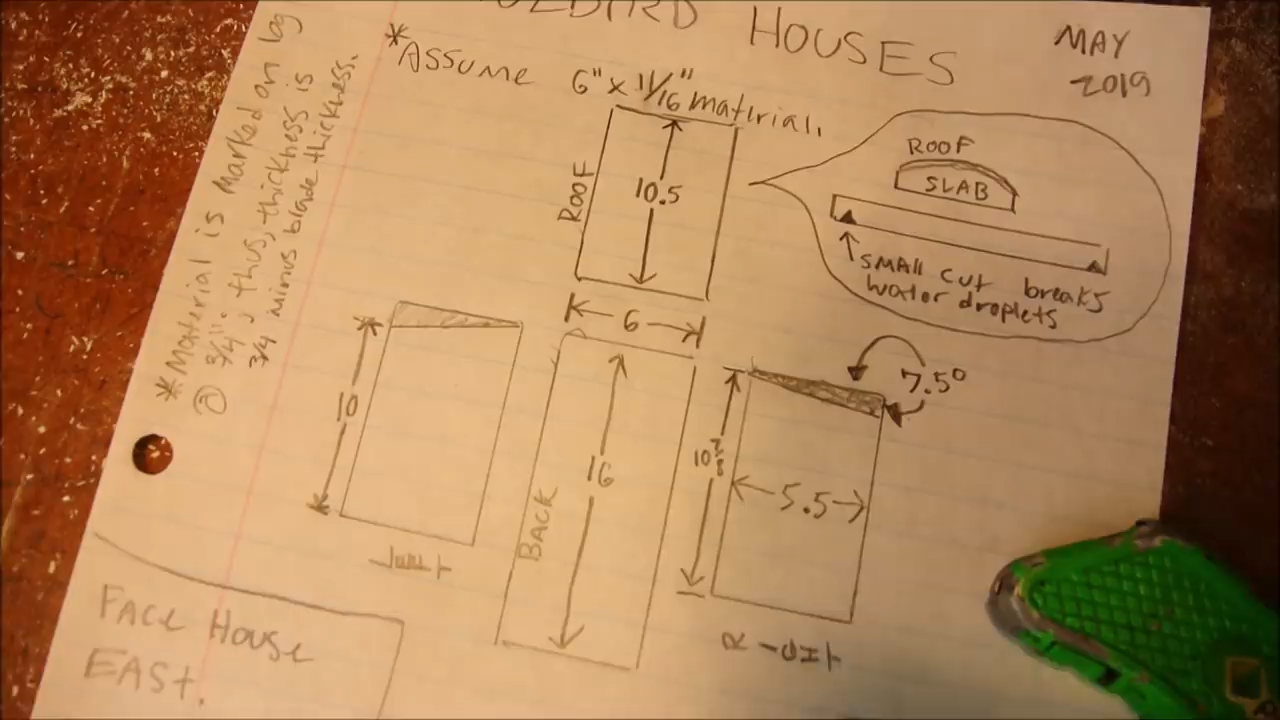 HOUSES
MAY
2019
*ASSUME 6" x 11/16" material.
*Material is marked on log
@ 3/4"; thus, thickness is
3/4 minus blade thickness.
ROOF
10.5
6
ROOF
SLAB
SMALL CUT breaks
water droplets
10
LEFT
BACK
16
10
5.5
7.5°
RIGHT
FACE HOUSE
EAST.